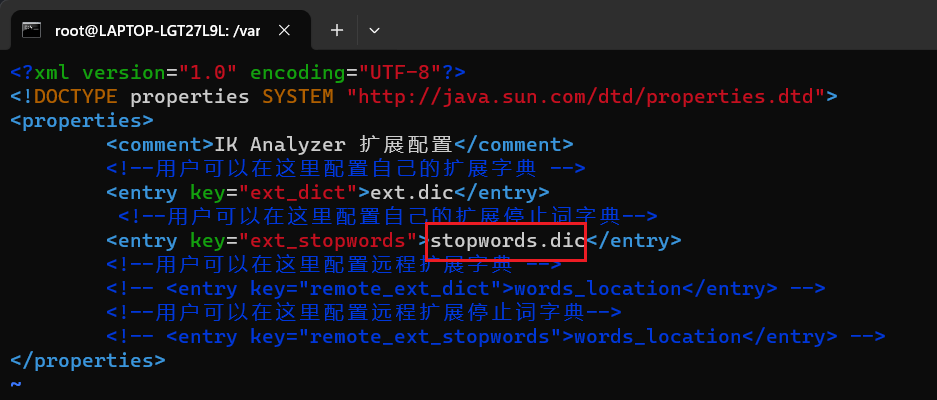 root@LAPTOP-LGT27L9L: /var
<?xml version="1.0" encoding="UTF-8"?>
<!DOCTYPE properties SYSTEM "http://java.sun.com/dtd/properties.dtd">
<properties>
<comment>IK Analyzer 扩展配置</comment>
<!--用户可以在这里配置自己的扩展字典 -->
<entry key="ext_dict">ext.dic</entry>
<!--用户可以在这里配置自己的扩展停止词字典-->
<entry key="ext_stopwords">stopwords.dic</entry>
<!--用户可以在这里配置远程扩展字典 -->
<!-- <entry key="remote_ext_dict">words_location</entry> -->
<!--用户可以在这里配置远程扩展停止词字典-->
<!-- <entry key="remote_ext_stopwords">words_location</entry> -->
</properties>
~